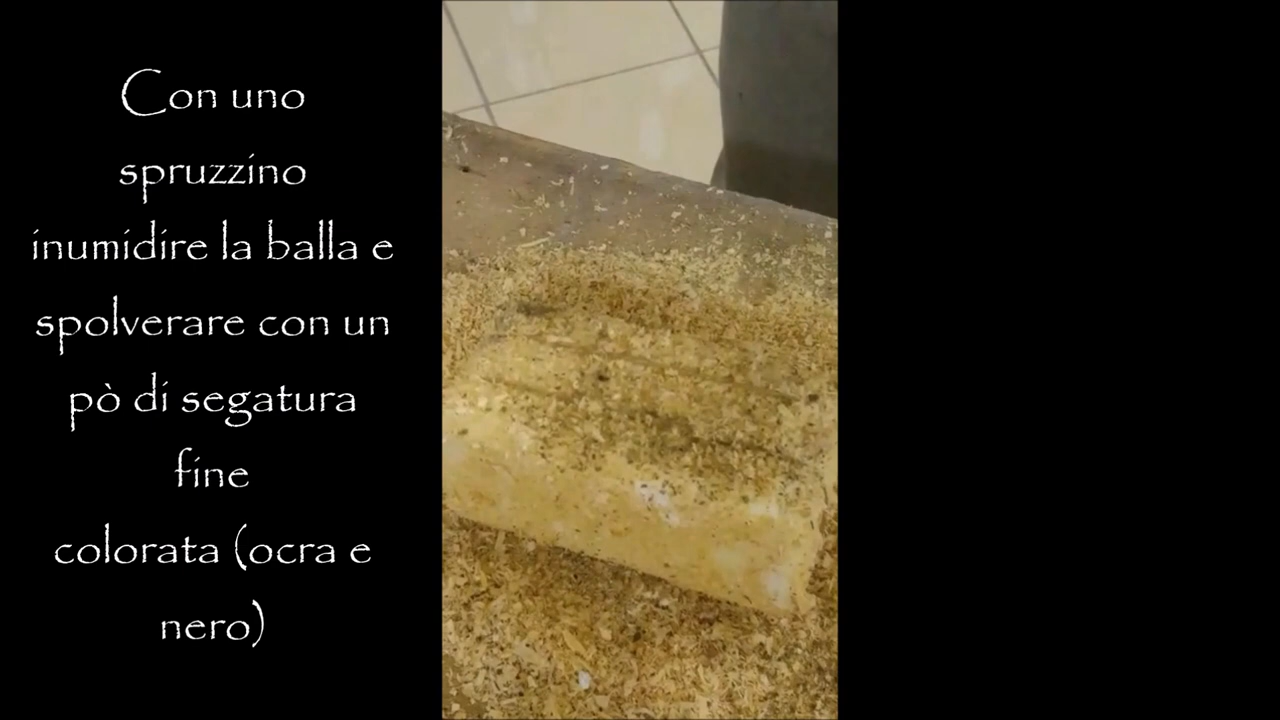 Con uno
spruzzino
inumidire la balla e
spolverare con un
pò di segatura
fine
colorata (ocra e
nero)